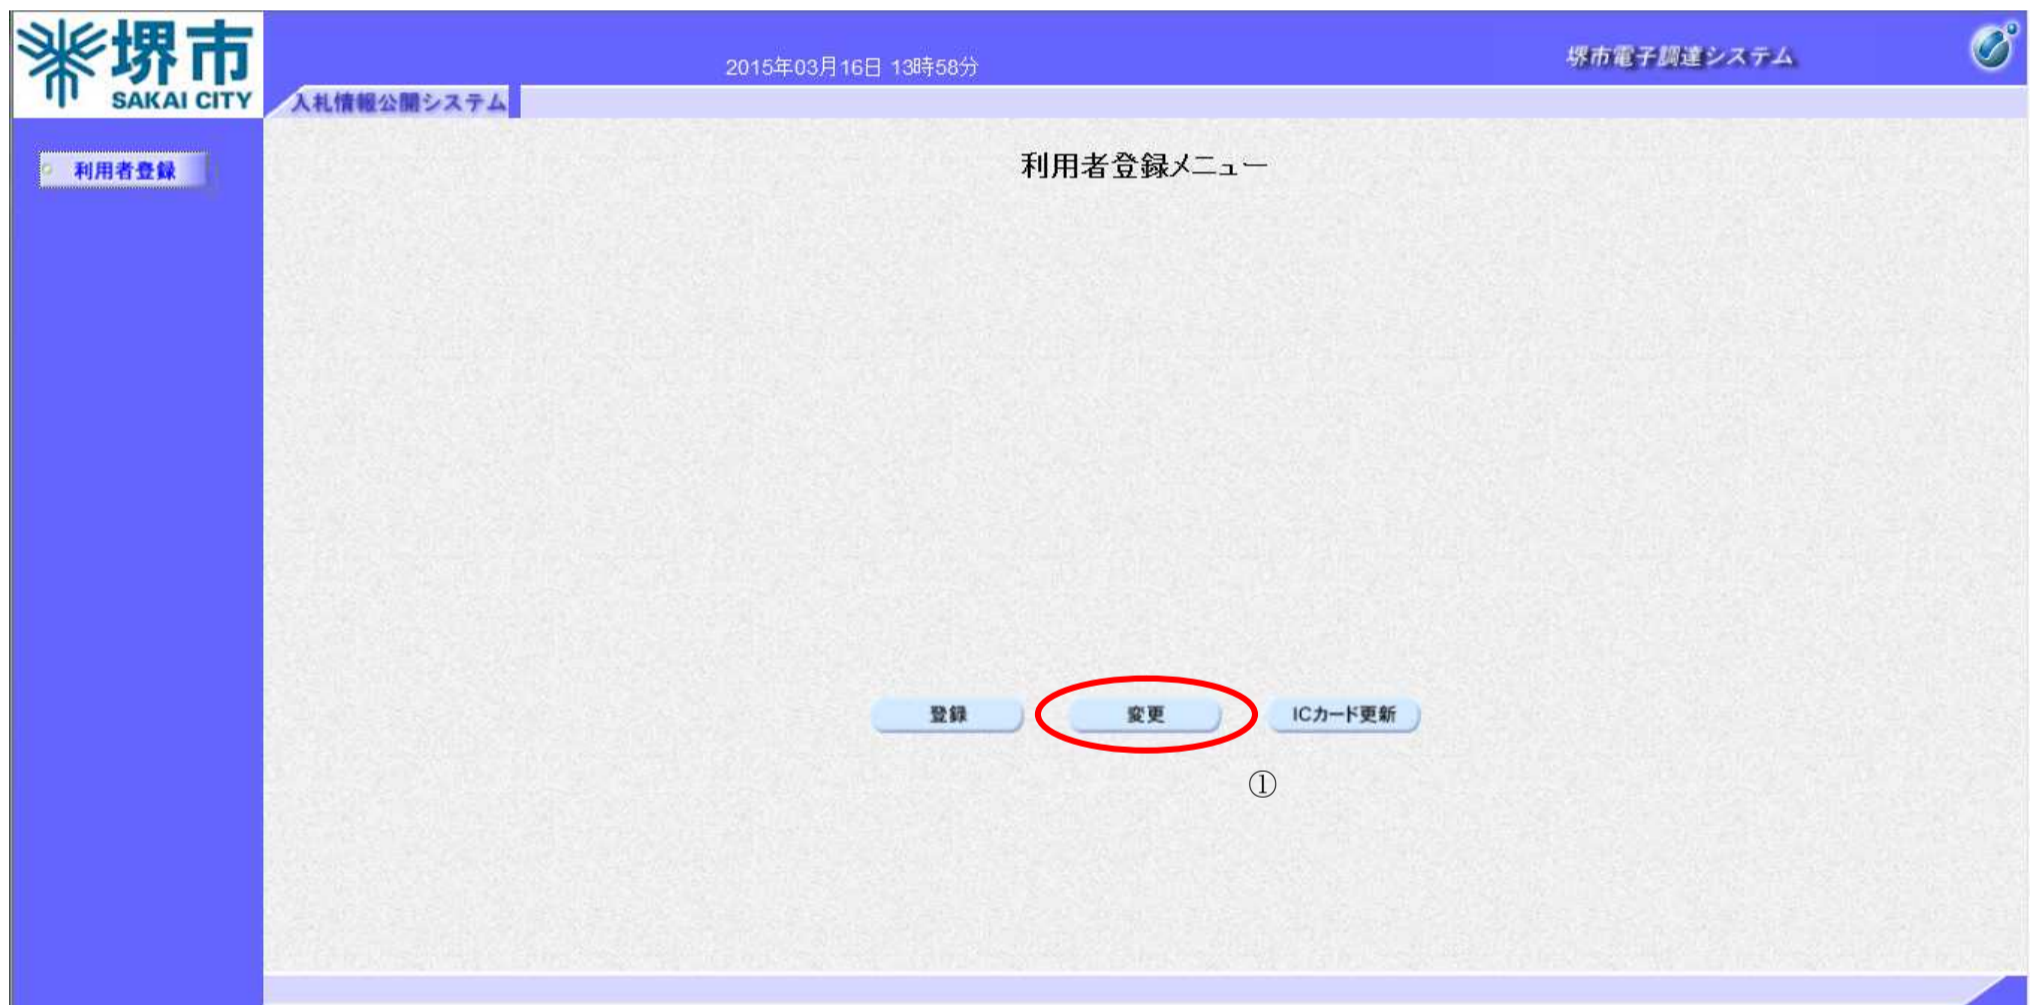 堺市
SAKAI CITY
2015年03月16日 13時58分
堺市電子調達システム
入札情報公開システム
利用者登録
利用者登録メニュー
登録
変更
ICカード更新
①